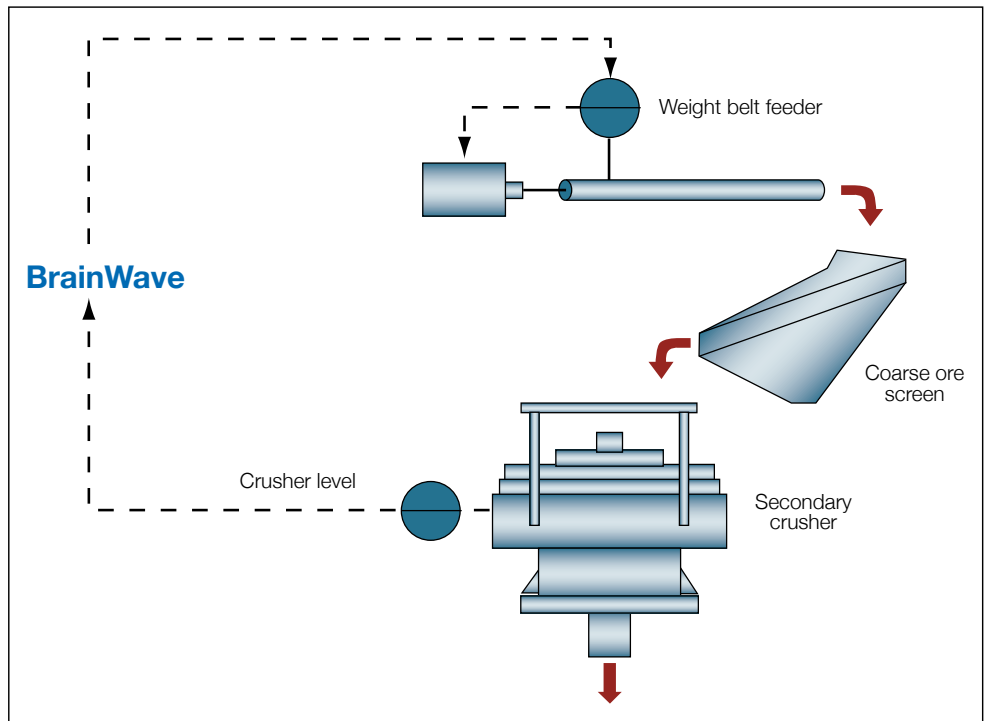 Weight belt feeder
BrainWave
Coarse ore
screen
Crusher level
Secondary
crusher